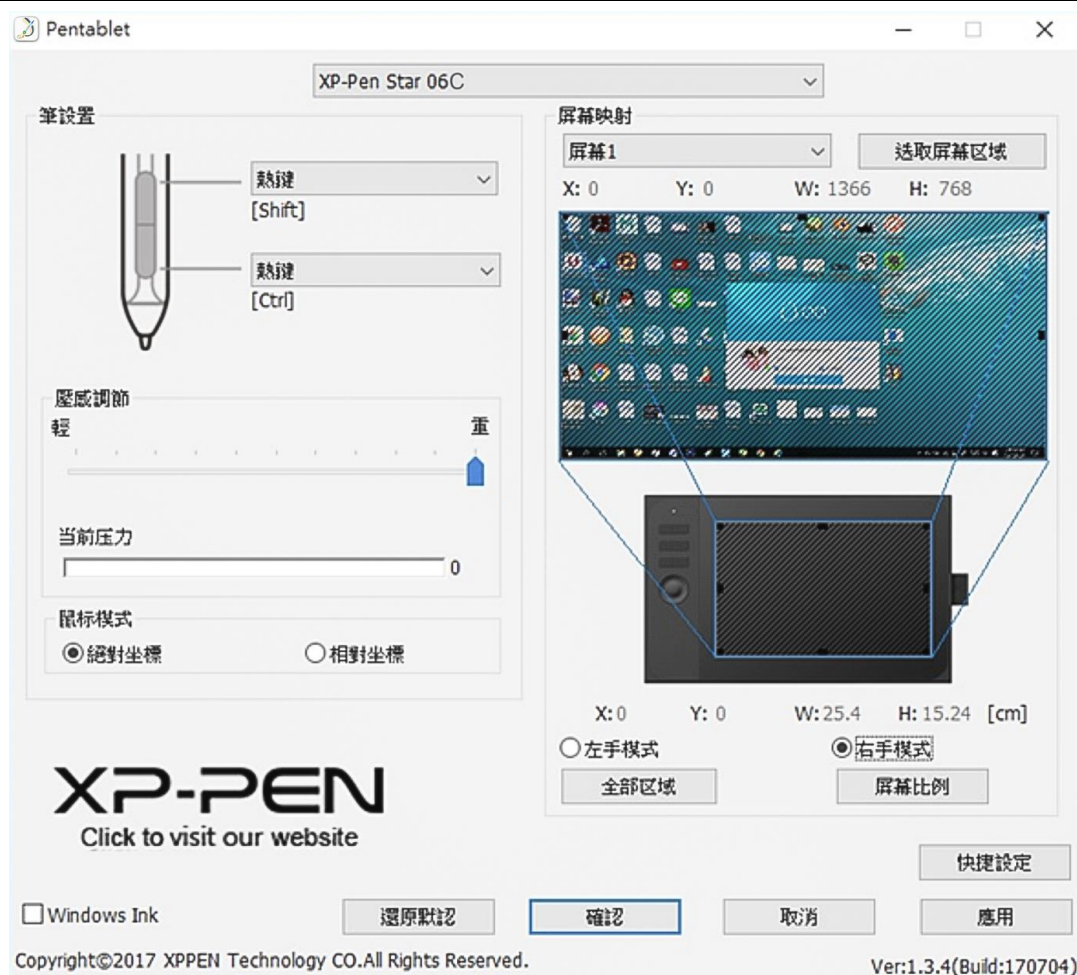 Pentablet
XP-Pen Star 06C
筆設置
熱鍵
[Shift]
熱鍵
[Ctrl]
壓感調節
輕 重
当前压力
0
鼠标模式
絕對坐標 相對坐標
屏幕映射
屏幕1 选取屏幕区域
X: 0 Y: 0 W: 1366 H: 768
X: 0 Y: 0 W: 25.4 H: 15.24 [cm]
左手模式 右手模式
全部区域 屏幕比例
XP-PEN
Click to visit our website
快捷設定
Windows Ink 還原默認 確認 取消 應用
Copyright©2017 XPPEN Technology CO.All Rights Reserved.
Ver:1.3.4(Build:170704)